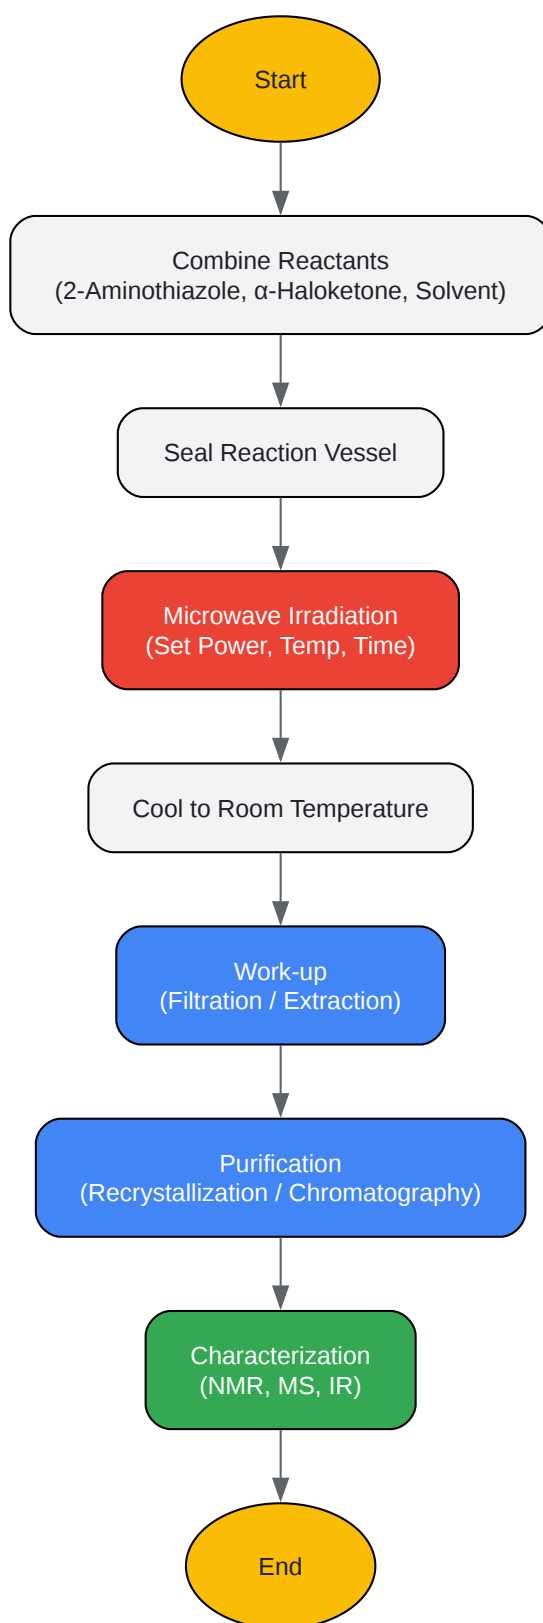 Start
Combine Reactants
(2-Aminothiazole, α-Haloketone, Solvent)
Seal Reaction Vessel
Microwave Irradiation
(Set Power, Temp, Time)
Cool to Room Temperature
Work-up
(Filtration / Extraction)
Purification
(Recrystallization / Chromatography)
Characterization
(NMR, MS, IR)
End